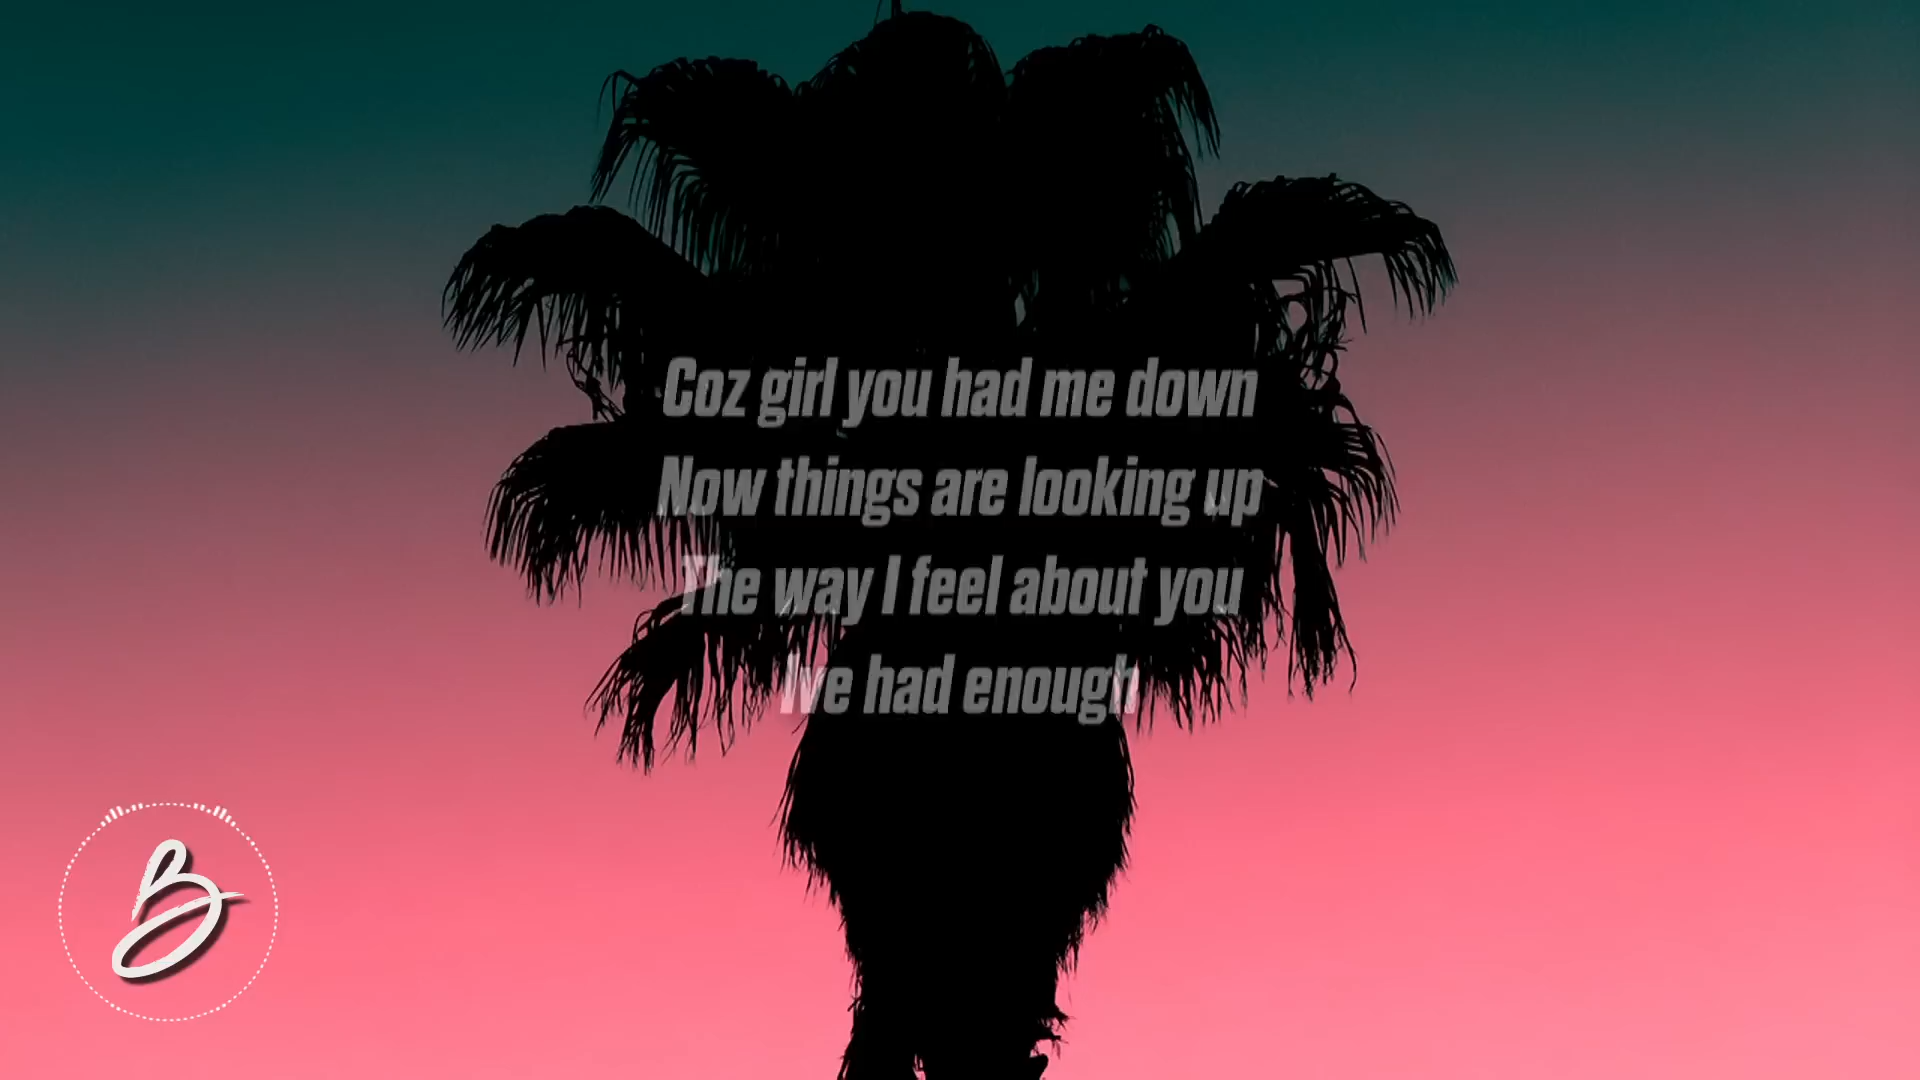 Coz girl you had me down
Now things are looking up
The way I feel about you
Ive had enough
B